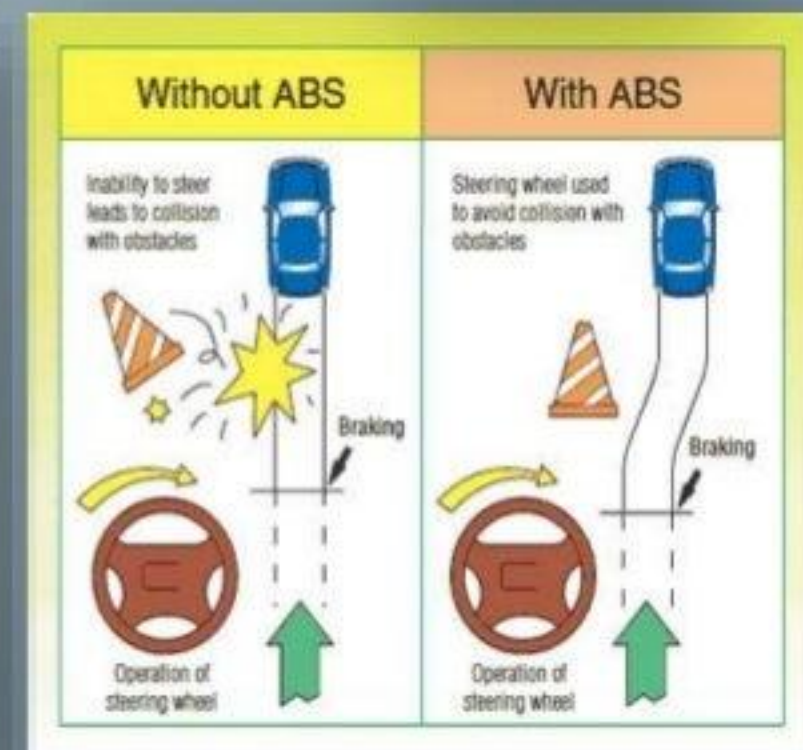 Without ABS
With ABS
Inability to steer
leads to collision
with obstacles
Steering wheel used
to avoid collision with
obstacles
Braking
Braking
Operation of
steering wheel
Operation of
steering wheel